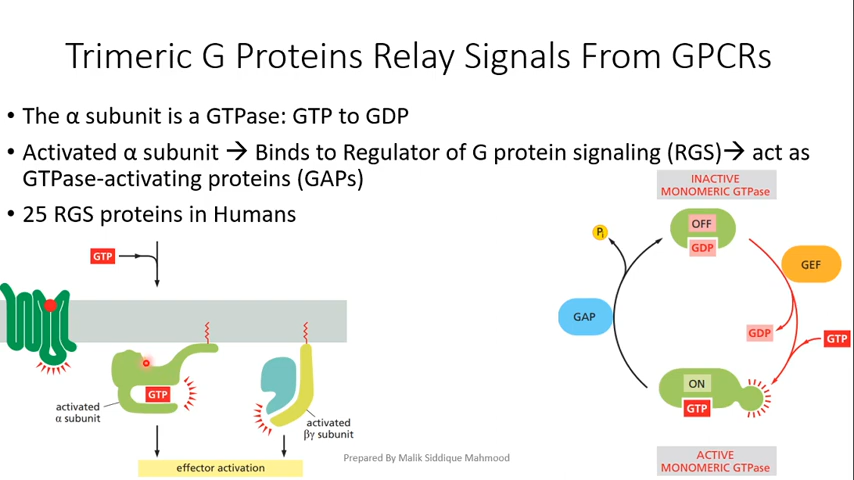 Trimeric G Proteins Relay Signals From GPCRs
• The α subunit is a GTPase: GTP to GDP
• Activated α subunit → Binds to Regulator of G protein signaling (RGS)→ act as
GTPase-activating proteins (GAPs)
• 25 RGS proteins in Humans
GTP
GTP
activated
α subunit
activated
βγ subunit
effector activation
INACTIVE
MONOMERIC GTPase
OFF
GDP
Pi
GEF
GAP
GDP
GTP
ON
GTP
ACTIVE
MONOMERIC GTPase
Prepared By Malik Siddique Mahmood